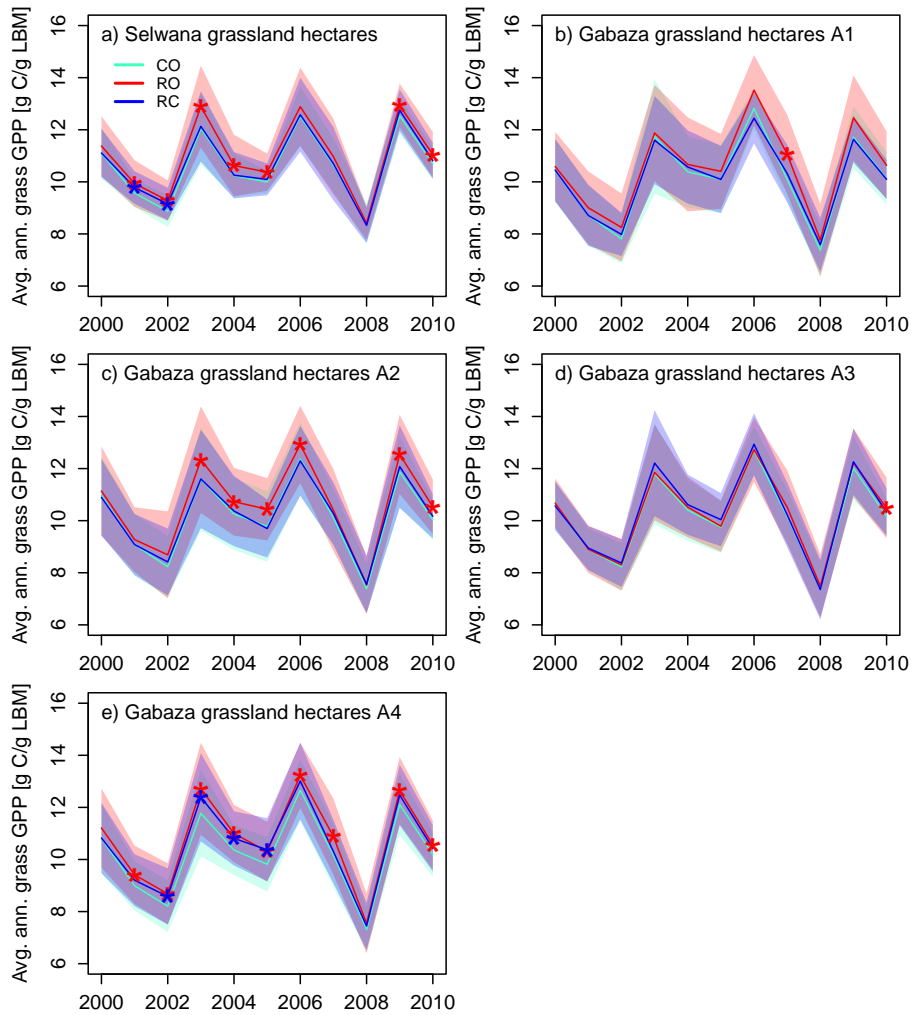 a) Selwana grassland hectares
CO
RO
RC
Avg. ann. grass GPP [g C/g LBM]
16
14
12
10
8
6
2000 2002 2004 2006 2008 2010
b) Gabaza grassland hectares A1
Avg. ann. grass GPP [g C/g LBM]
16
14
12
10
8
6
2000 2002 2004 2006 2008 2010
c) Gabaza grassland hectares A2
Avg. ann. grass GPP [g C/g LBM]
16
14
12
10
8
6
2000 2002 2004 2006 2008 2010
d) Gabaza grassland hectares A3
Avg. ann. grass GPP [g C/g LBM]
16
14
12
10
8
6
2000 2002 2004 2006 2008 2010
e) Gabaza grassland hectares A4
Avg. ann. grass GPP [g C/g LBM]
16
14
12
10
8
6
2000 2002 2004 2006 2008 2010